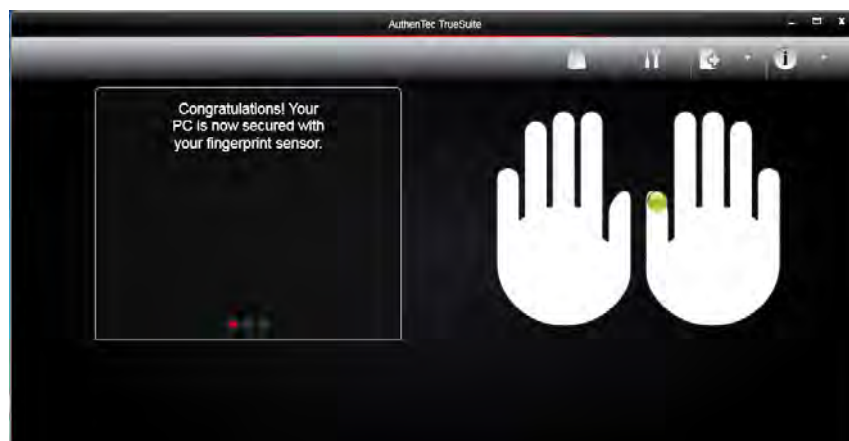 AuthenTec TrueSuite
Congratulations! Your
PC is now secured with
your fingerprint sensor.